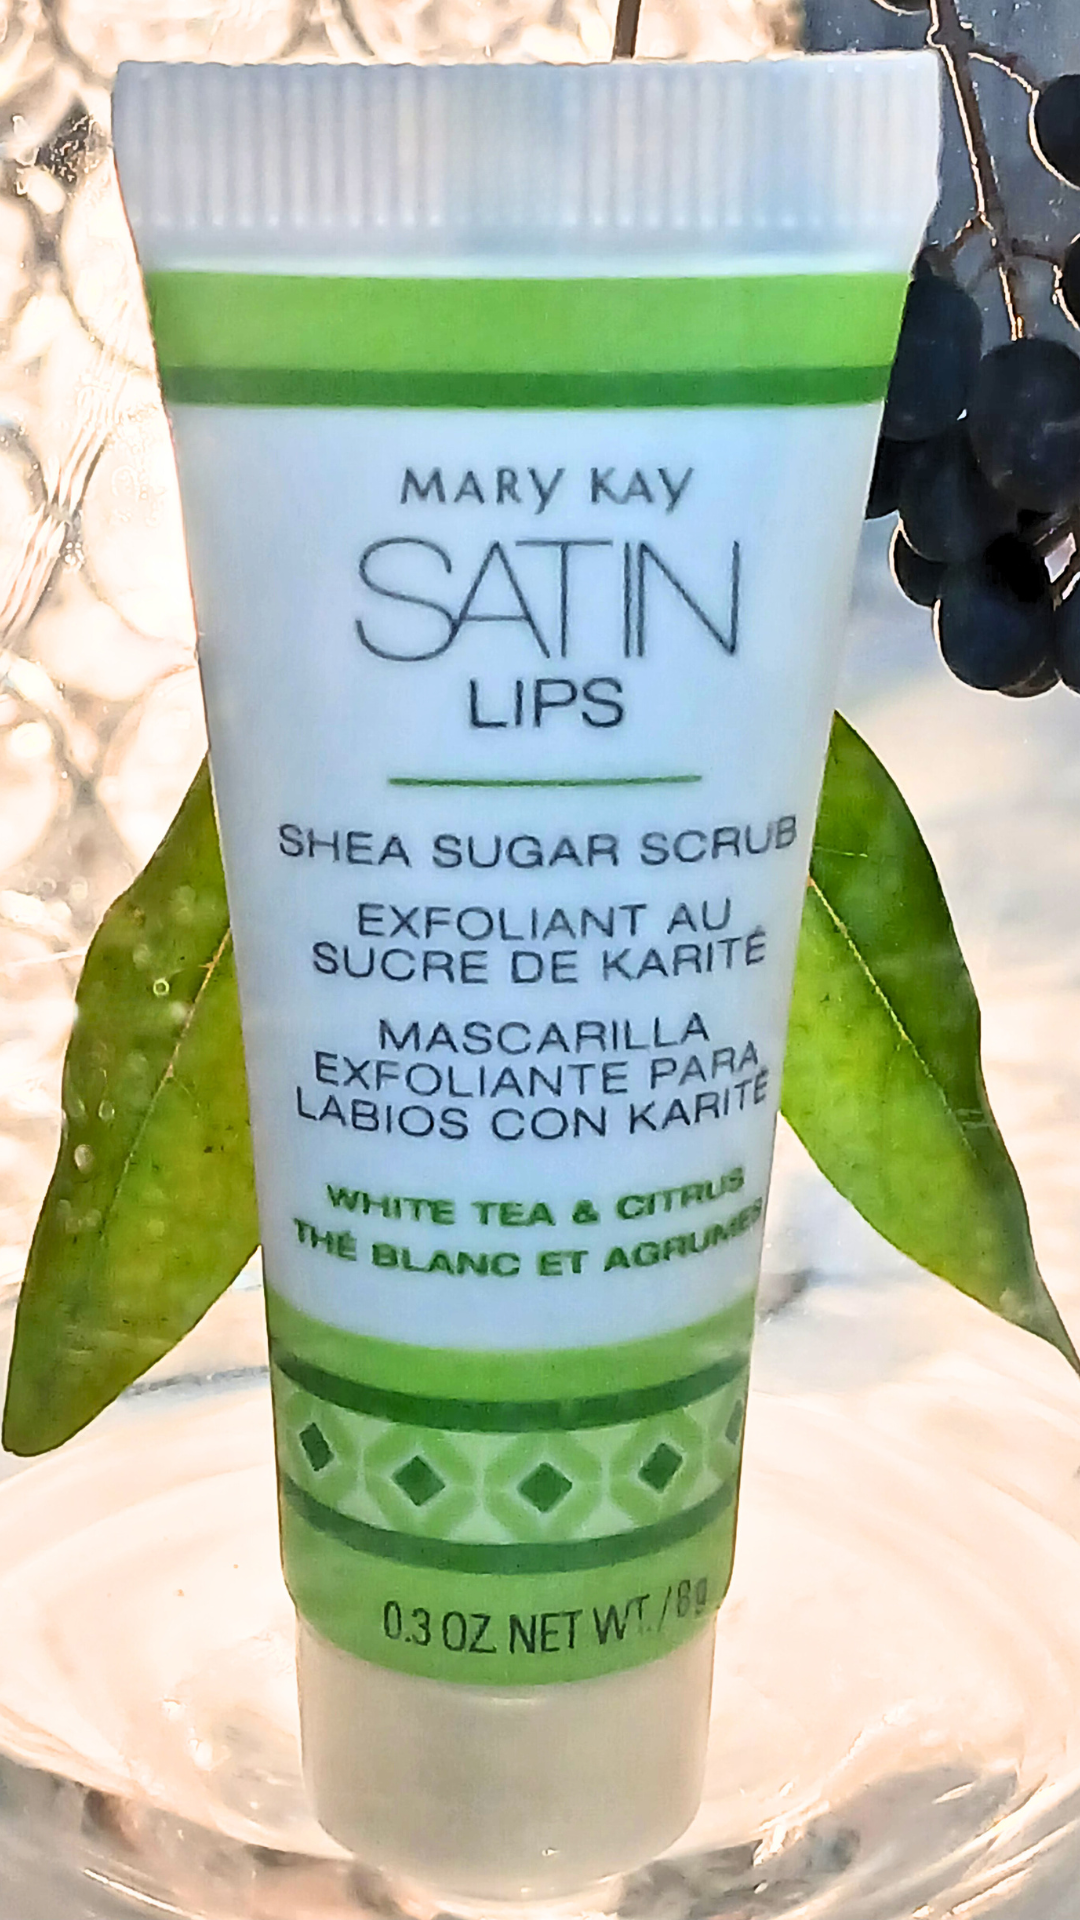 MARY KAY
SATIN
LIPS
SHEA SUGAR SCRUB
EXFOLIANT AU
SUCRE DE KARITÉ
MASCARILLA
EXFOLIANTE PARA
LABIOS CON KARITÉ
WHITE TEA & CITRUS
THÉ BLANC ET AGRUMES
0.3 OZ NET WT. / 8 g